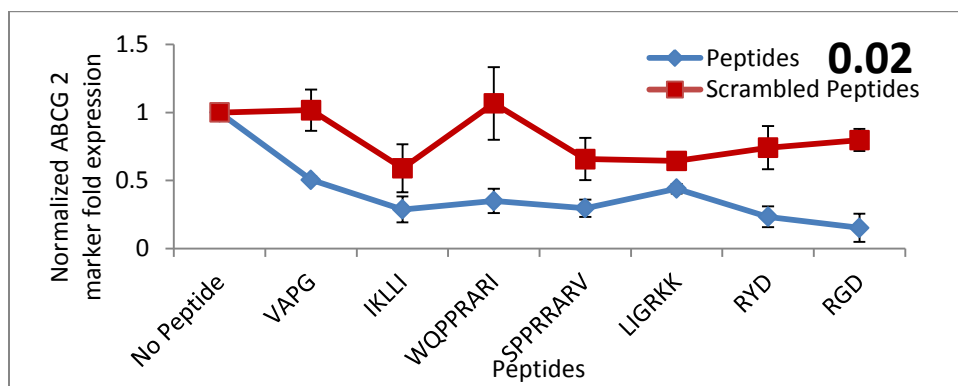 1.5
1
0.5
0
Normalized ABCG 2
marker fold expression
Peptides
Scrambled Peptides
0.02
No Peptide
VAPG
IKLLI
WQPPRARI
SPPRRARV
LIGRKK
RYD
RGD
Peptides